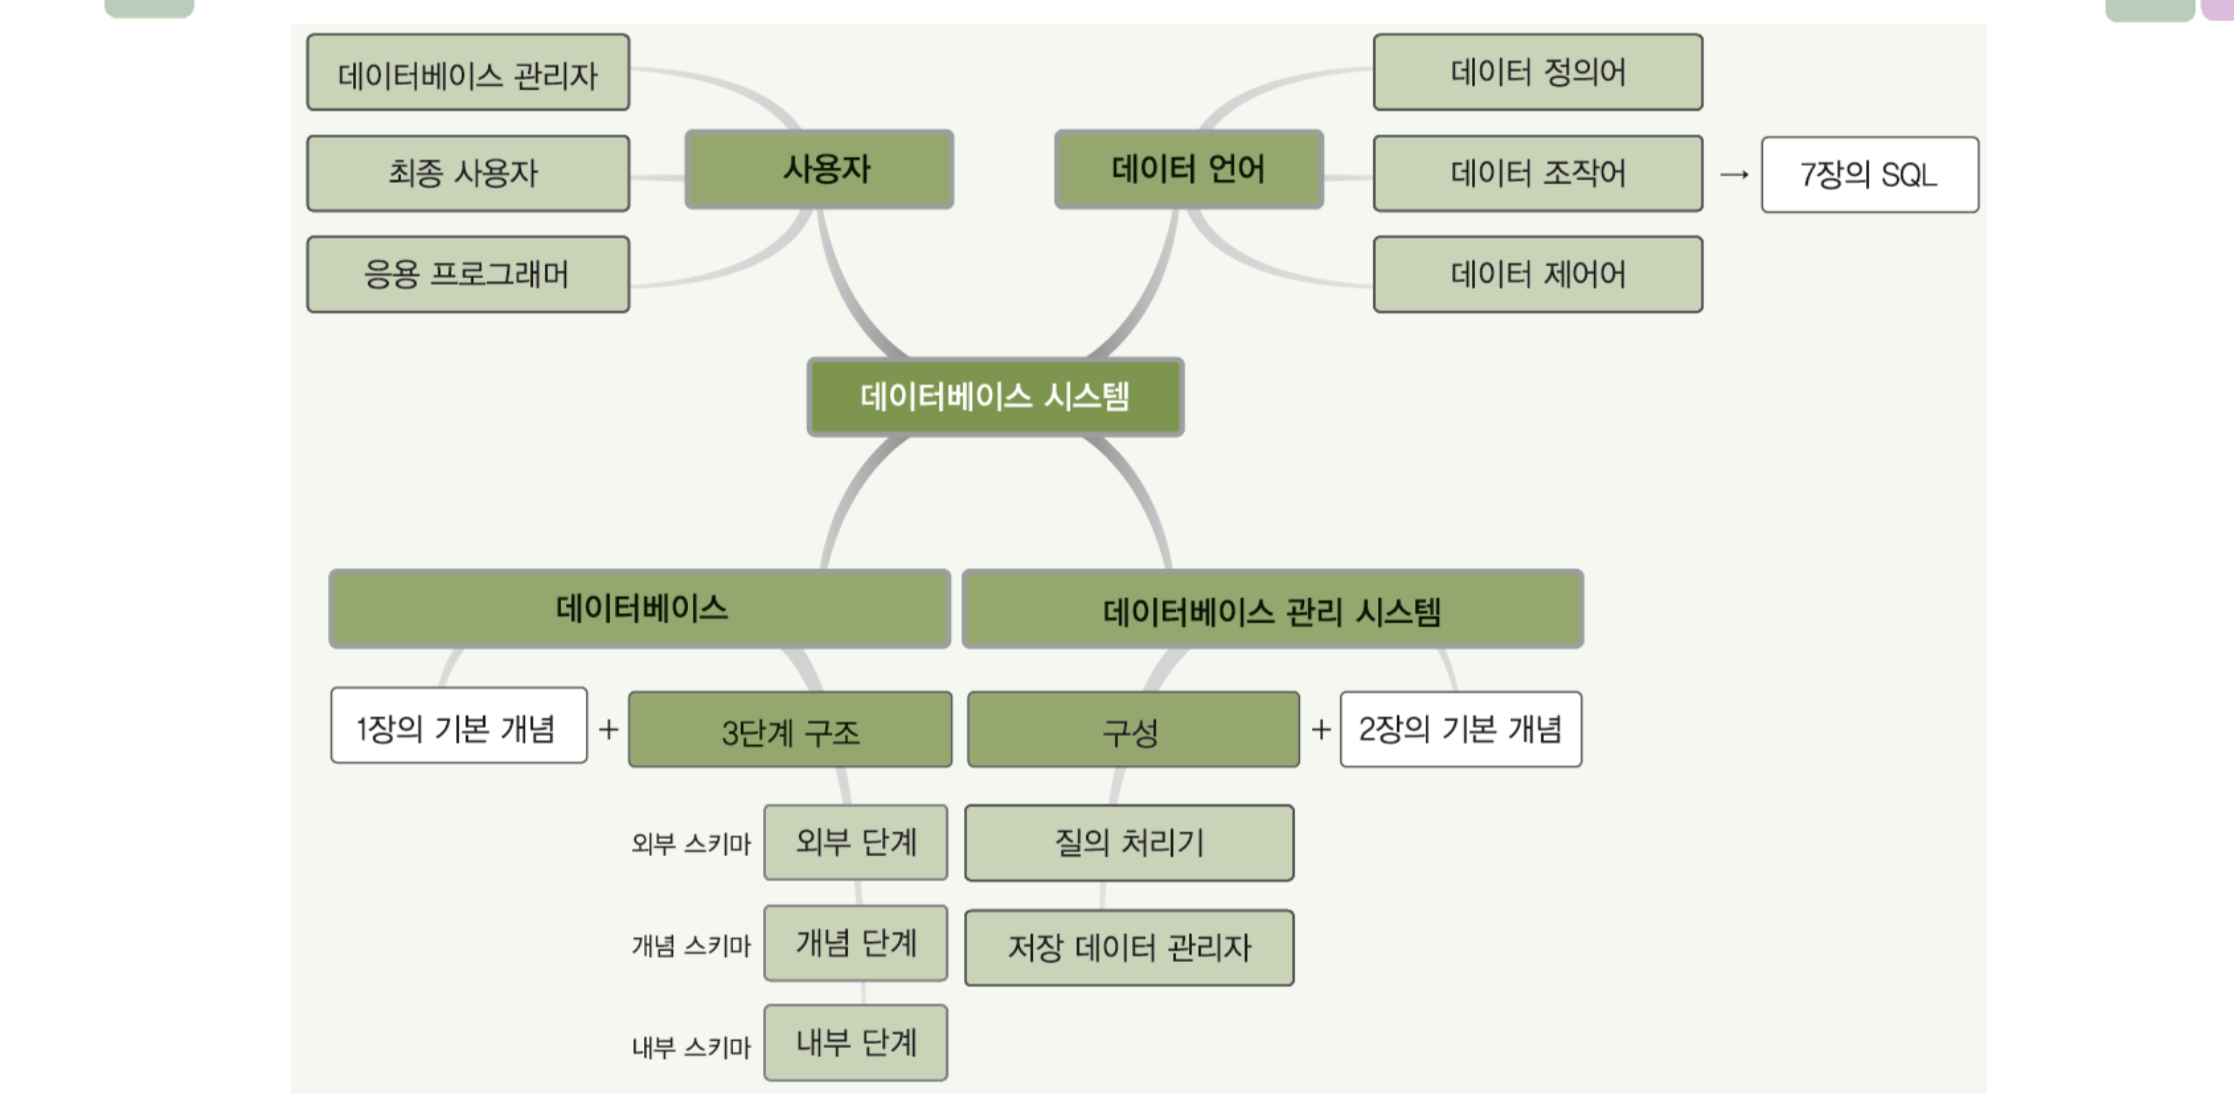 데이터베이스 관리자
최종 사용자
응용 프로그래머
사용자
데이터 언어
데이터 정의어
데이터 조작어
데이터 제어어
→ 7장의 SQL
데이터베이스 시스템
데이터베이스
데이터베이스 관리 시스템
1장의 기본 개념 + 3단계 구조
구성 + 2장의 기본 개념
외부 스키마 외부 단계
개념 스키마 개념 단계
내부 스키마 내부 단계
질의 처리기
저장 데이터 관리자